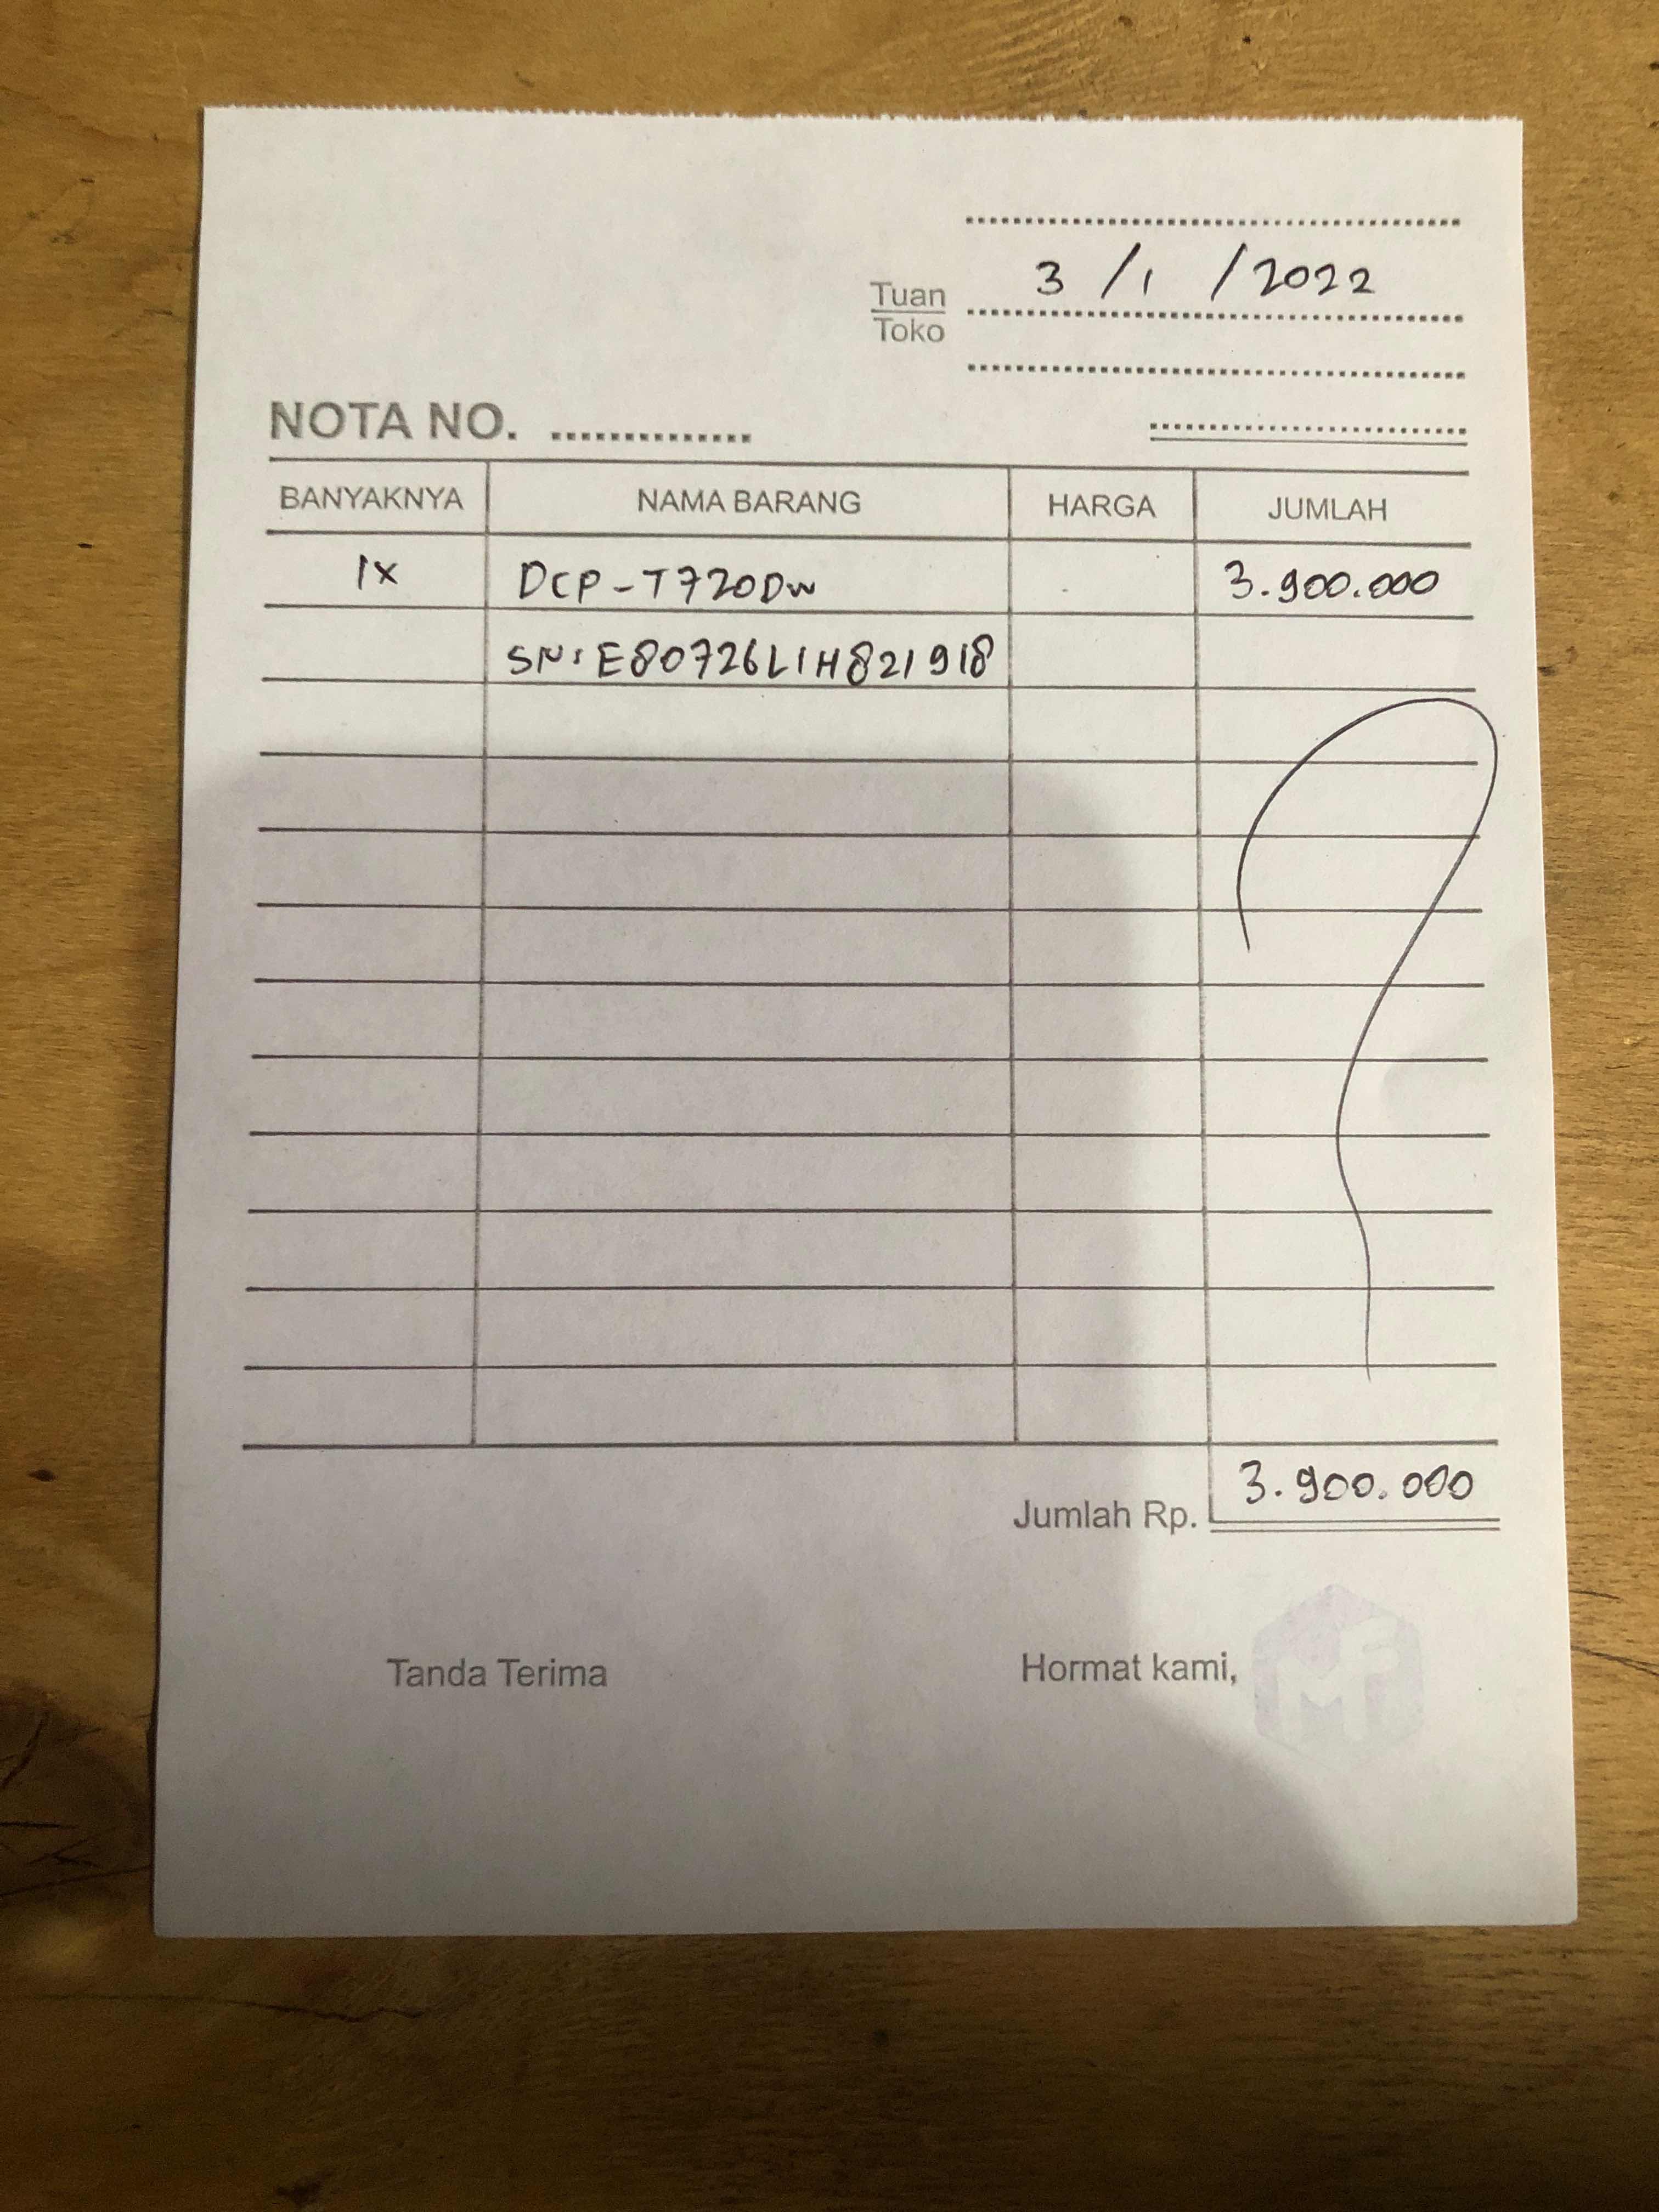 3 / 1 / 2022
Tuan
Toko
NOTA NO.
BANYAKNYA NAMA BARANG HARGA JUMLAH
1x DCP-T720DW 3.900.000
SN: E80726L1H821918
Jumlah Rp. 3.900.000
Tanda Terima Hormat kami,
MF